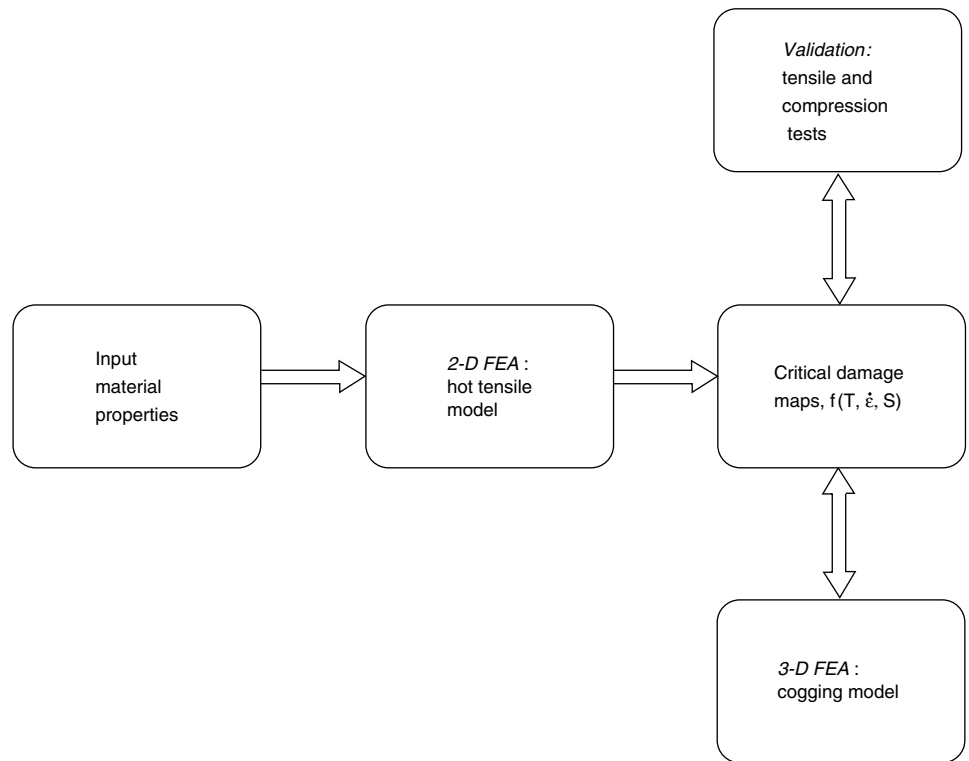 Validation:
tensile and
compression
tests
Input
material
properties
2-D FEA :
hot tensile
model
Critical damage
maps, f(T, ε̇, S)
3-D FEA :
cogging model